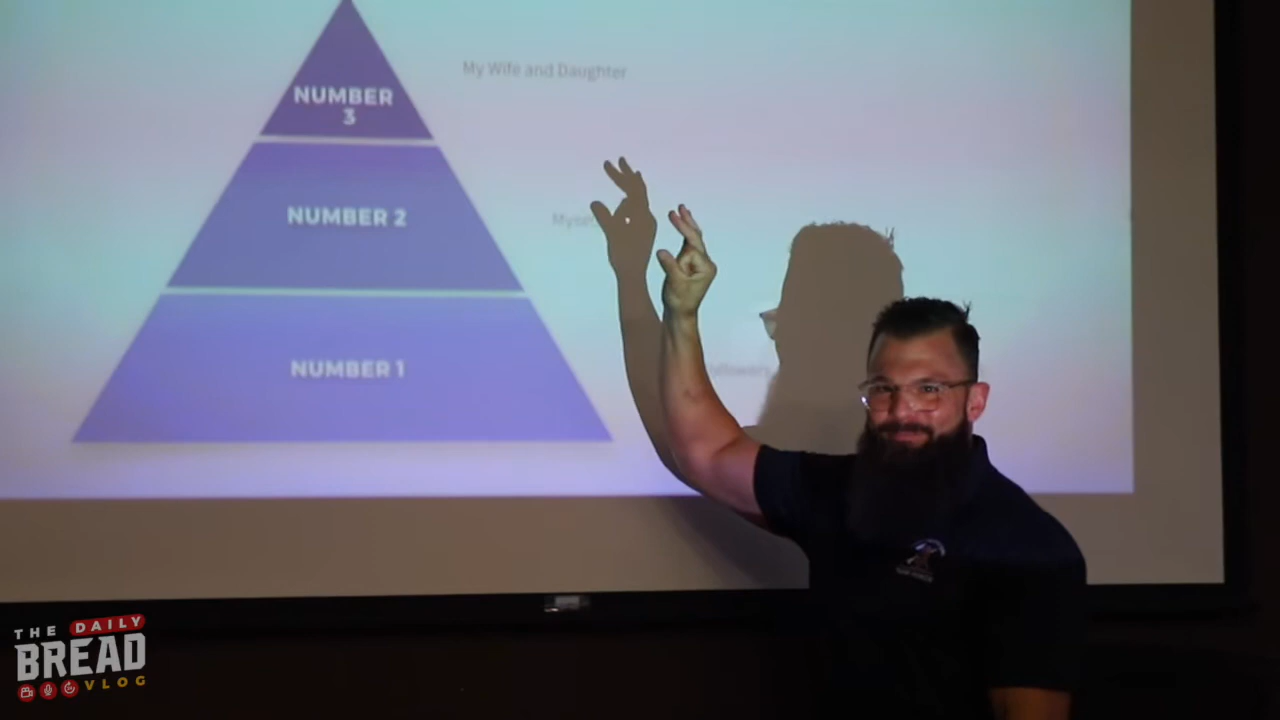 My Wife and Daughter
NUMBER
3
NUMBER 2
NUMBER 1
THE DAILY
BREAD
VLOG